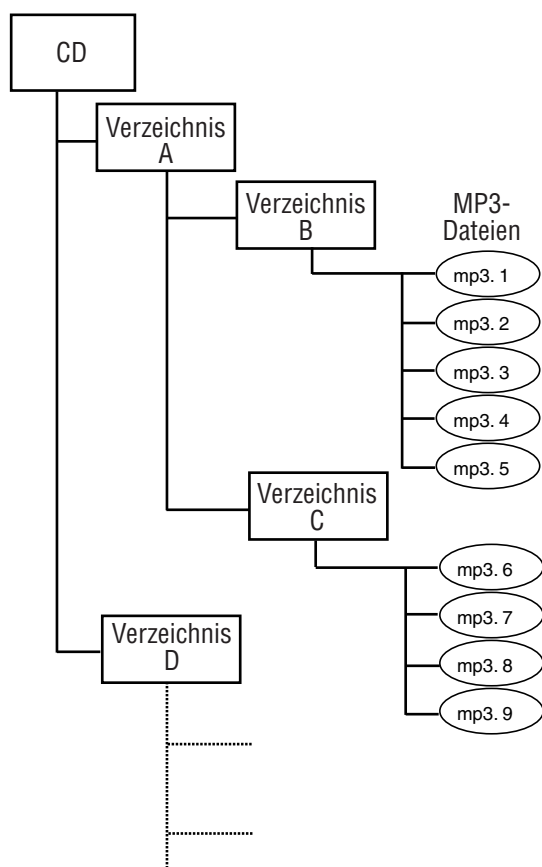 CD
Verzeichnis
A
Verzeichnis
B
MP3-
Dateien
mp3. 1
mp3. 2
mp3. 3
mp3. 4
mp3. 5
Verzeichnis
C
mp3. 6
mp3. 7
mp3. 8
mp3. 9
Verzeichnis
D